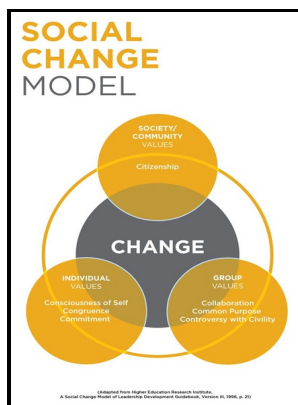 SOCIAL
CHANGE
MODEL
SOCIETY/
COMMUNITY
VALUES
Citizenship
CHANGE
INDIVIDUAL
VALUES
Consciousness of Self
Congruence
Commitment
GROUP
VALUES
Collaboration
Common Purpose
Controversy with Civility
(Adapted from Higher Education Research Institute,
A Social Change Model of Leadership Development Guidebook, Version III, 1996, p. 21)